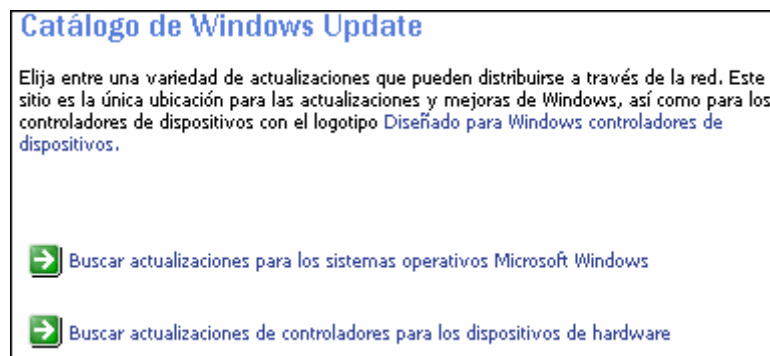 Catálogo de Windows Update
Elija entre una variedad de actualizaciones que pueden distribuirse a través de la red. Este
sitio es la única ubicación para las actualizaciones y mejoras de Windows, así como para los
controladores de dispositivos con el logotipo Diseñado para Windows controladores de
dispositivos.
Buscar actualizaciones para los sistemas operativos Microsoft Windows
Buscar actualizaciones de controladores para los dispositivos de hardware